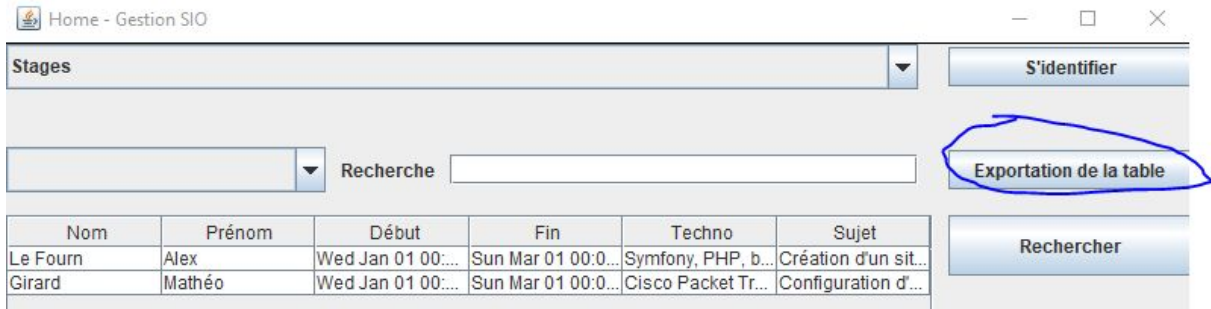 Home - Gestion SIO
Stages
S'identifier
Recherche
Exportation de la table
Nom Prénom Début Fin Techno Sujet
Rechercher
Le Fourn Alex Wed Jan 01 00:... Sun Mar 01 00:0... Symfony, PHP, b... Création d'un sit...
Girard Mathéo Wed Jan 01 00:... Sun Mar 01 00:0... Cisco Packet Tr... Configuration d'...